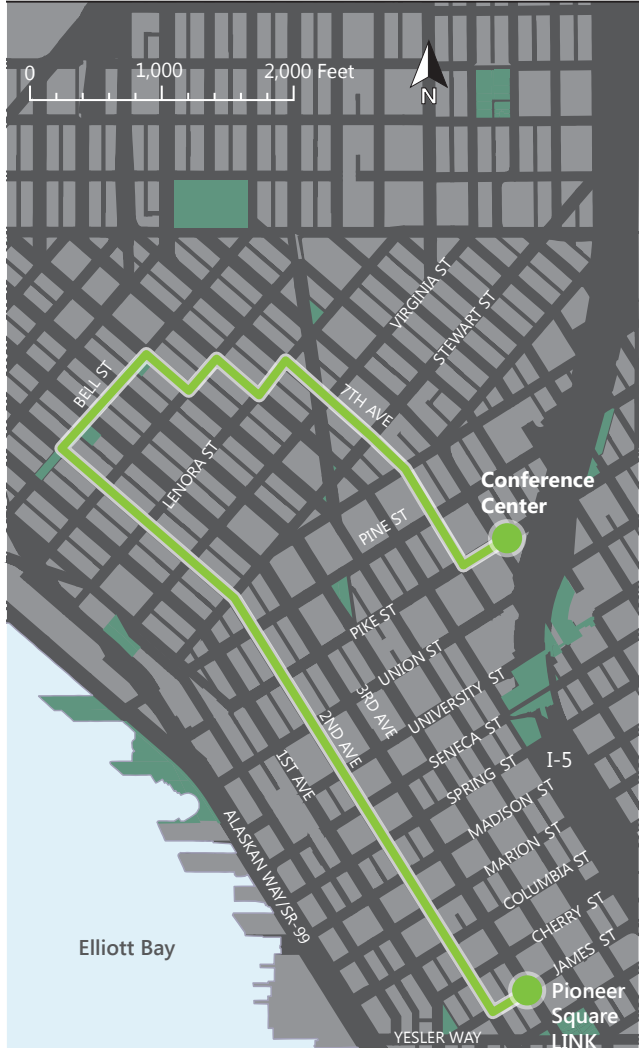 0 1,000 2,000 Feet
N
VIRGINIA ST
STEWART ST
BELL ST
7TH AVE
LENORA ST
Conference
Center
PINE ST
PIKE ST
UNION ST
3RD AVE
UNIVERSITY ST
2ND AVE
SENECA ST
1ST AVE
SPRING ST
I-5
MADISON ST
ALASKAN WAY/SR-99
MARION ST
COLUMBIA ST
CHERRY ST
Elliott Bay
JAMES ST
Pioneer
Square
LINK
YESLER WAY